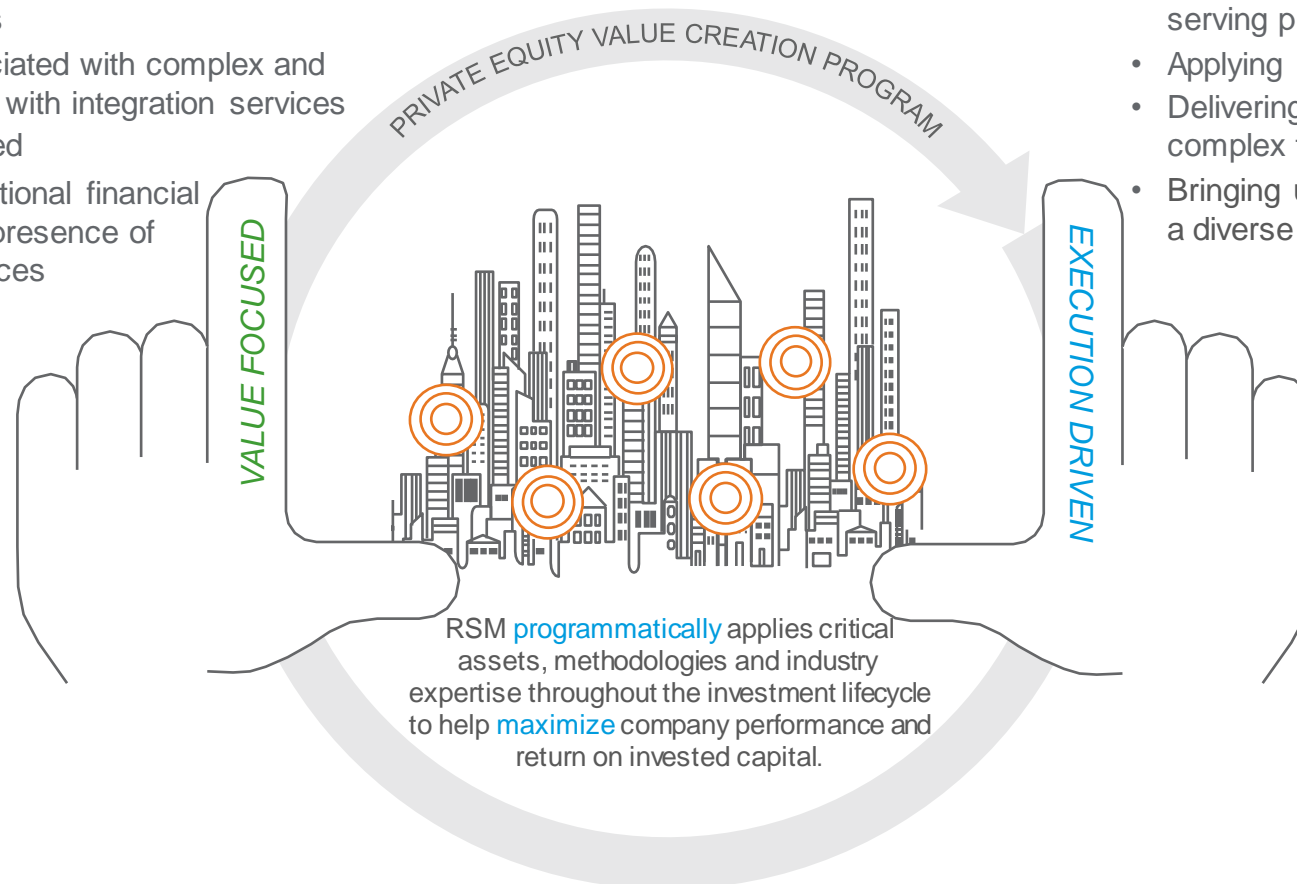 ciated with complex and
with integration services
ed
tional financial
presence of
ces
PRIVATE EQUITY VALUE CREATION PROGRAM
serving p
• Applying
• Delivering
complex
• Bringing
a diverse
VALUE FOCUSED
EXECUTION DRIVEN
RSM programmatically applies critical
assets, methodologies and industry
expertise throughout the investment lifecycle
to help maximize company performance and
return on invested capital.